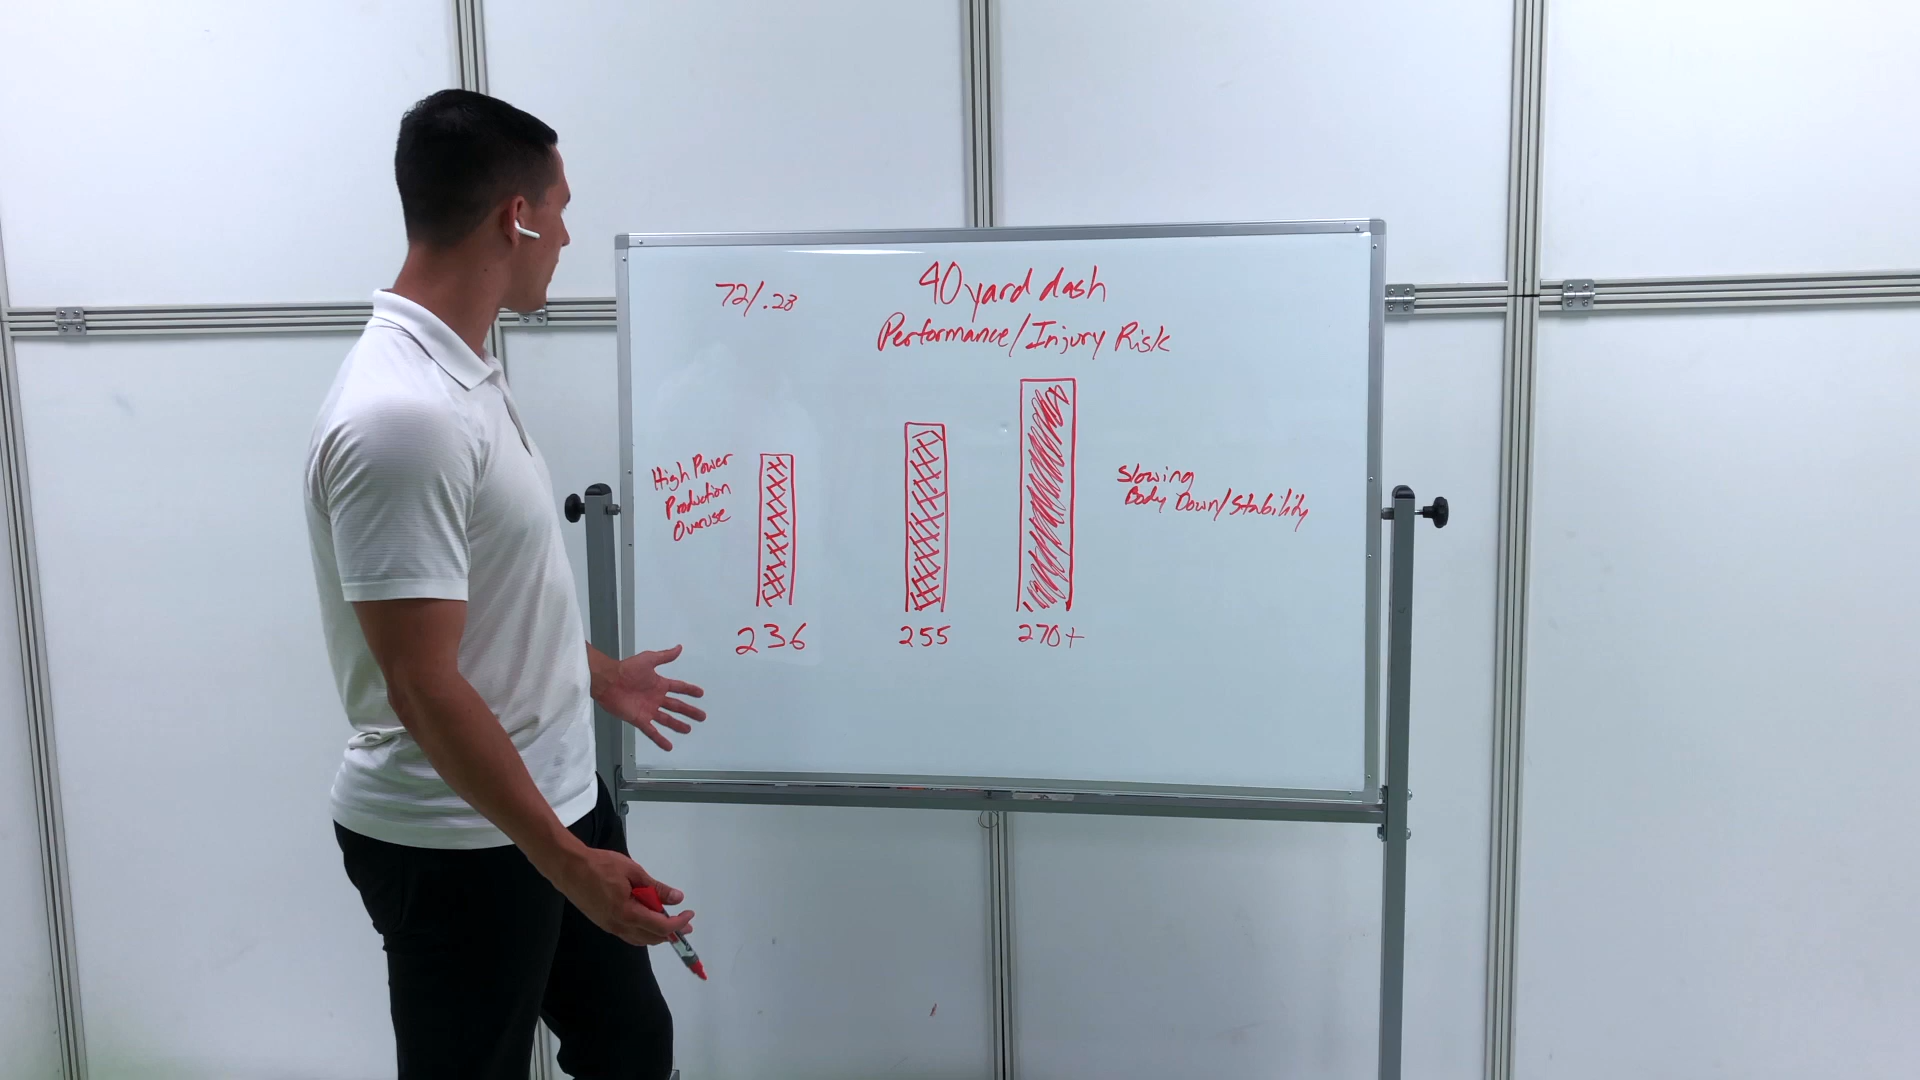 72/.28
40 yard dash
Performance/Injury Risk
High Power
Production
Overuse
Slowing
Body Down/Stability
236
255
270+